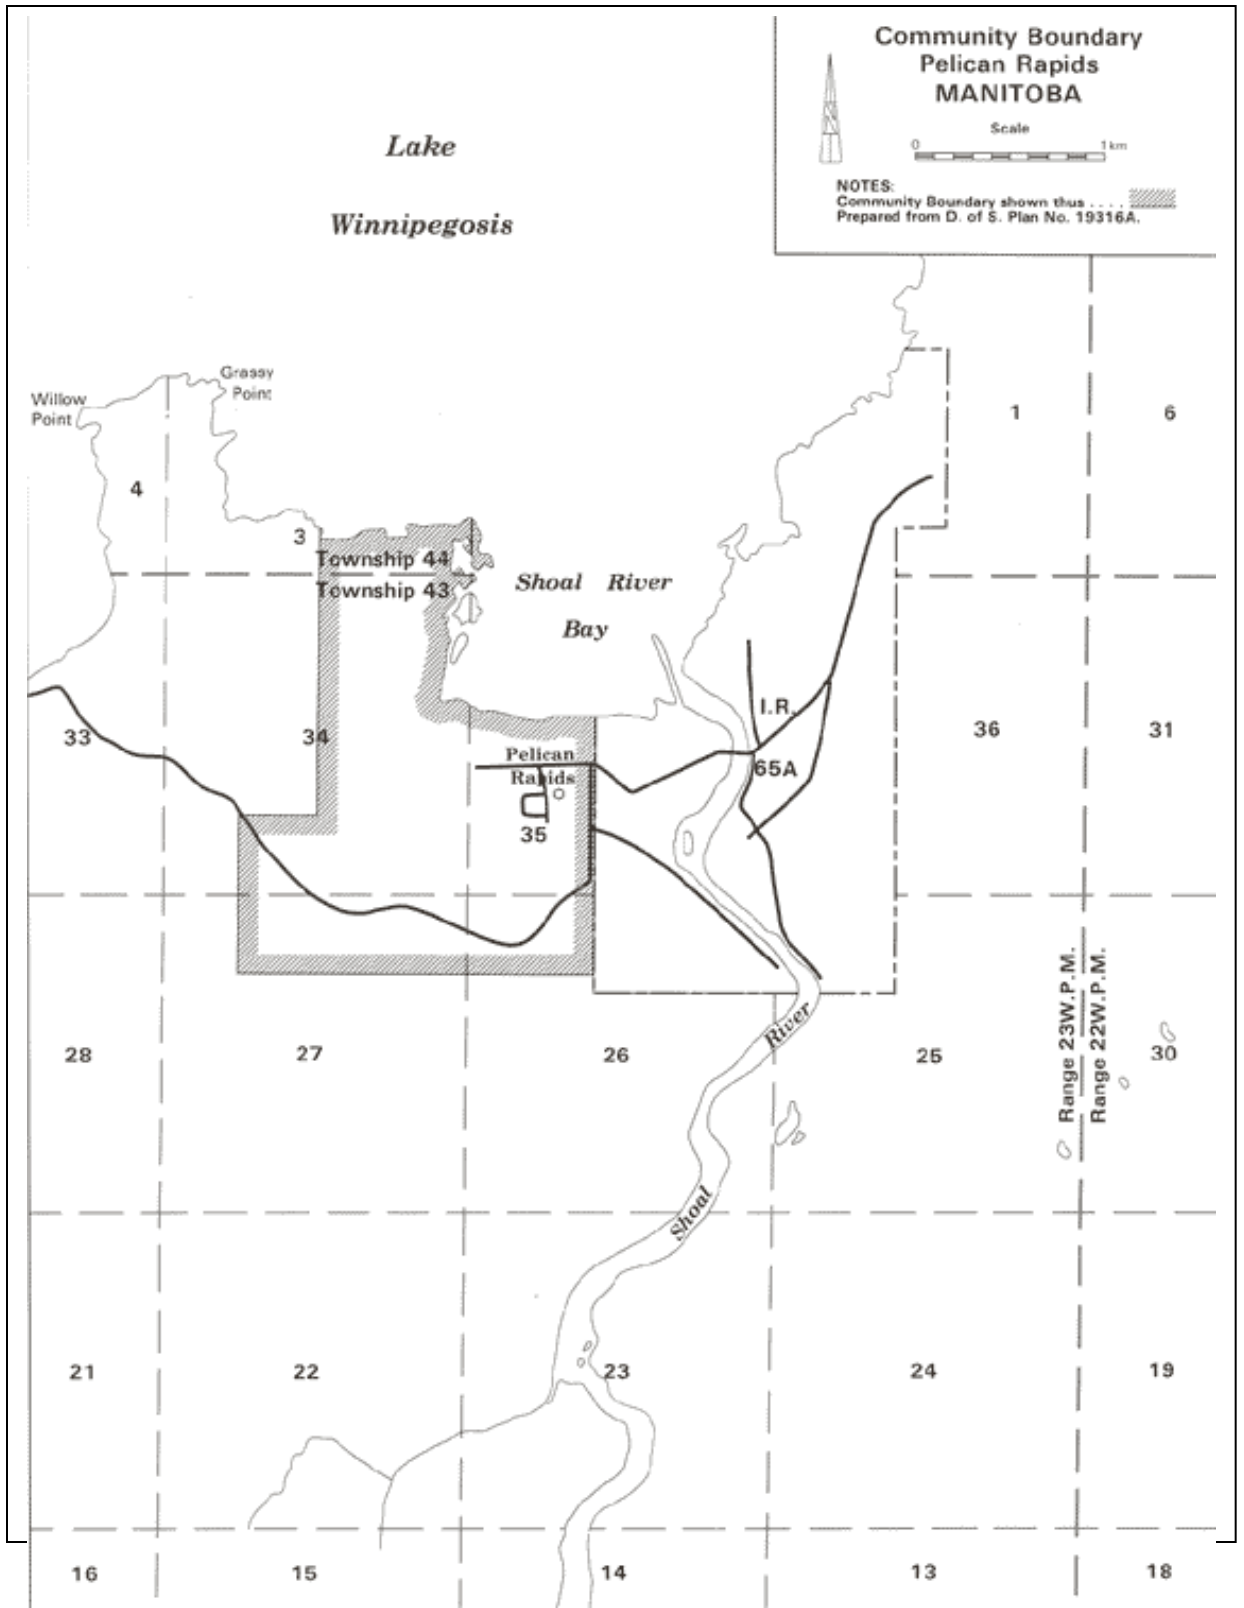 Community Boundary
Pelican Rapids
MANITOBA
Scale
0 1 km
NOTES:
Community Boundary shown thus . . . .
Prepared from D. of S. Plan No. 19316A.
Lake
Winnipegosis
Grassy
Point
Willow
Point
1
6
4
3
Township 44
Township 43
Shoal River
Bay
I.R.
65A
33
34
36
31
Pelican
Rapids
35
Range 23W.P.M.
Range 22W.P.M.
River
28
27
26
25
30
Shoal
21
22
23
24
19
16
15
14
13
18